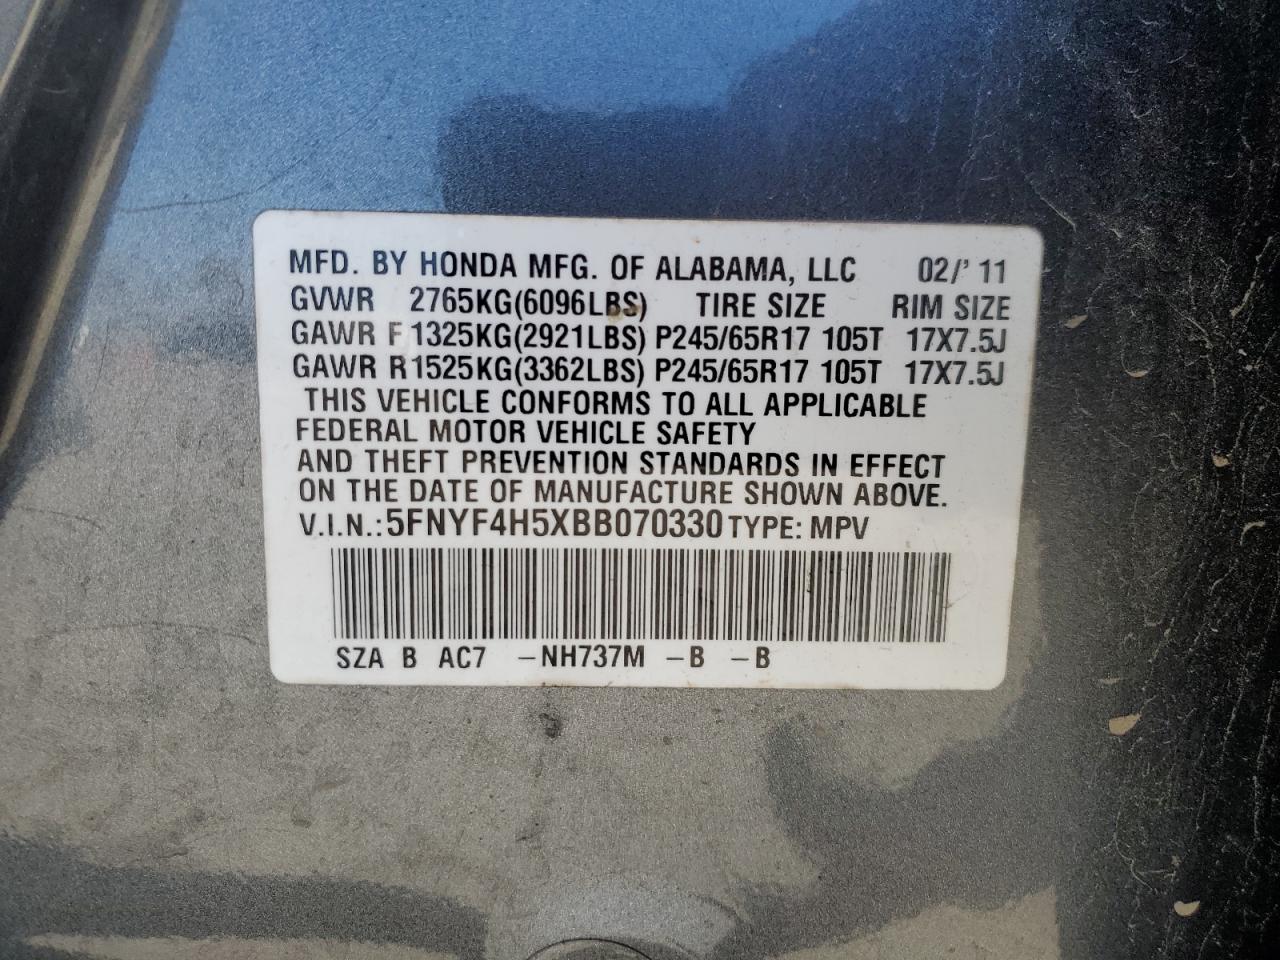 MFD. BY HONDA MFG. OF ALABAMA, LLC 02/'11
GVWR 2765KG(6096LBS) TIRE SIZE RIM SIZE
GAWR F 1325KG(2921LBS) P245/65R17 105T 17X7.5J
GAWR R1525KG(3362LBS) P245/65R17 105T 17X7.5J
THIS VEHICLE CONFORMS TO ALL APPLICABLE
FEDERAL MOTOR VEHICLE SAFETY
AND THEFT PREVENTION STANDARDS IN EFFECT
ON THE DATE OF MANUFACTURE SHOWN ABOVE.
V.I.N.: 5FNYF4H5XBB070330 TYPE: MPV
SZA B AC7 -NH737M -B -B